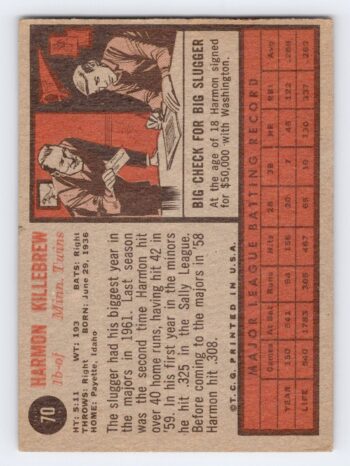 70
HARMON KILLEBREW
1b-of Minn. Twins
HT: 5:11 WT: 193 BATS: Right
THROWS: Right BORN: June 29, 1936
HOME: Payette, Idaho
The slugger had his biggest year in
the majors in 1961. Last season
was the second time Harmon hit
over 40 home runs, having hit 42 in
'59. In his first year in the minors
he hit .325 in the Sally League.
Before coming to the majors in '58
Harmon hit .308.
BIG CHECK FOR BIG SLUGGER
At the age of 18 Harmon signed
for $50,000 with Washington.
© T.C.G. PRINTED IN U.S.A.
MAJOR LEAGUE BATTING RECORD
Games At Bat Runs Hits 2B 3B HR RBI Avg.
YEAR 150 541 94 156 20 7 46 122 .288
LIFE 540 1783 305 467 65 10 130 337